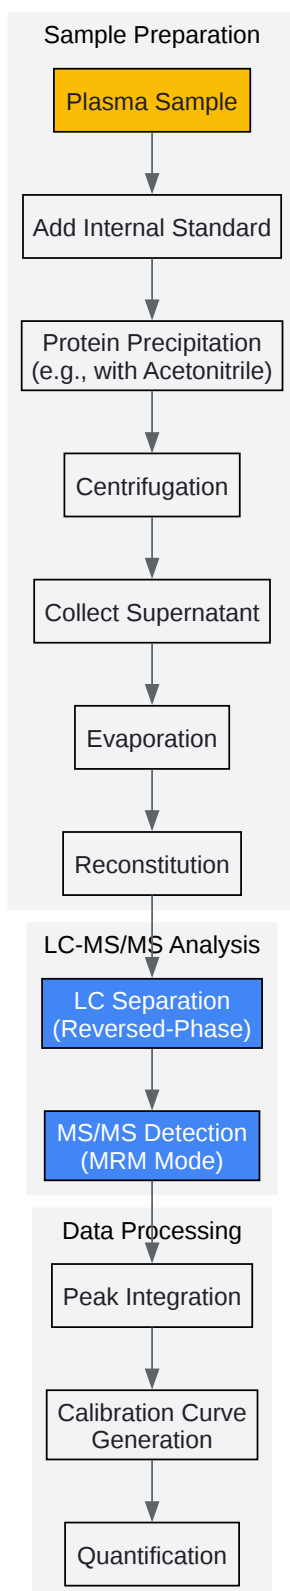 Sample Preparation
Plasma Sample
Add Internal Standard
Protein Precipitation
(e.g., with Acetonitrile)
Centrifugation
Collect Supernatant
Evaporation
Reconstitution
LC-MS/MS Analysis
LC Separation
(Reversed-Phase)
MS/MS Detection
(MRM Mode)
Data Processing
Peak Integration
Calibration Curve
Generation
Quantification